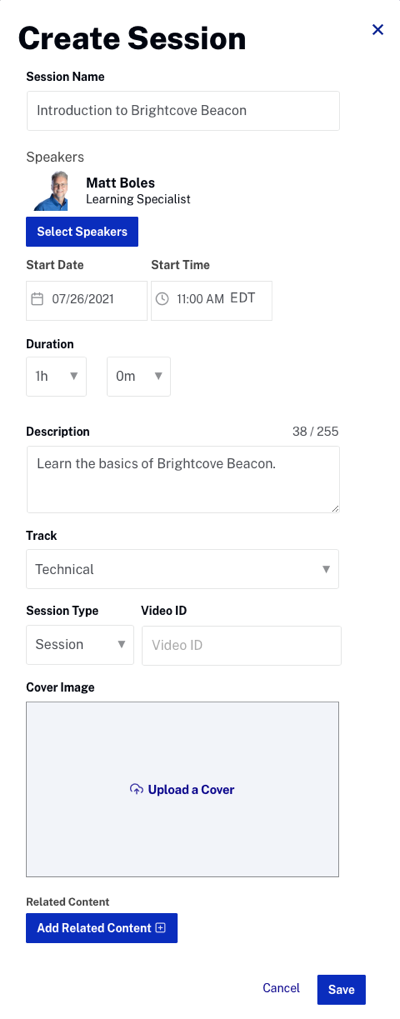 Create Session
Session Name
Introduction to Brightcove Beacon
Speakers
Matt Boles
Learning Specialist
Select Speakers
Start Date Start Time
07/26/2021 11:00 AM EDT
Duration
1h 0m
Description 38 / 255
Learn the basics of Brightcove Beacon.
Track
Technical
Session Type Video ID
Session Video ID
Cover Image
Upload a Cover
Related Content
Add Related Content
Cancel Save